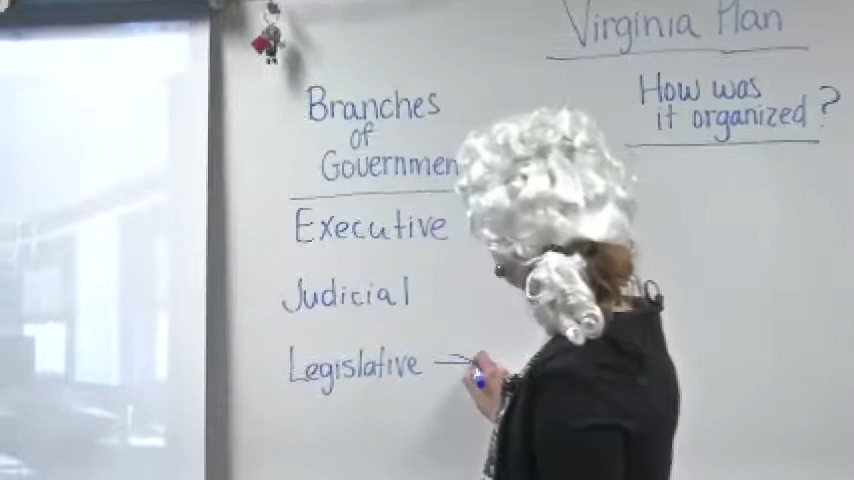 Virginia Plan
How was
it organized?
Branches
of
Governmen
Executive
Judicial
Legislative →